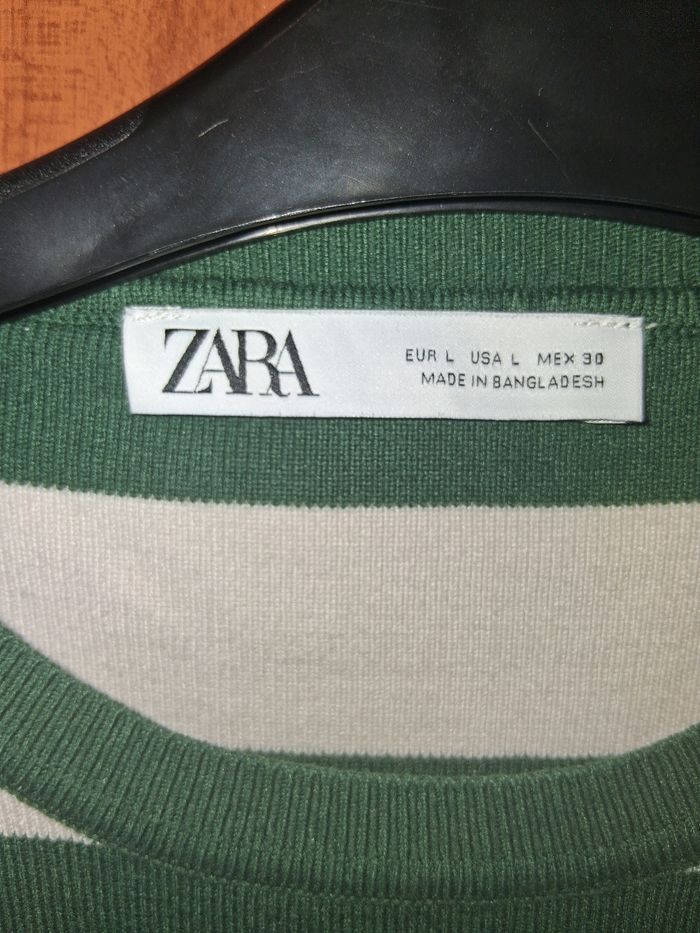 ZARA
EUR L USA L MEX 30
MADE IN BANGLADESH